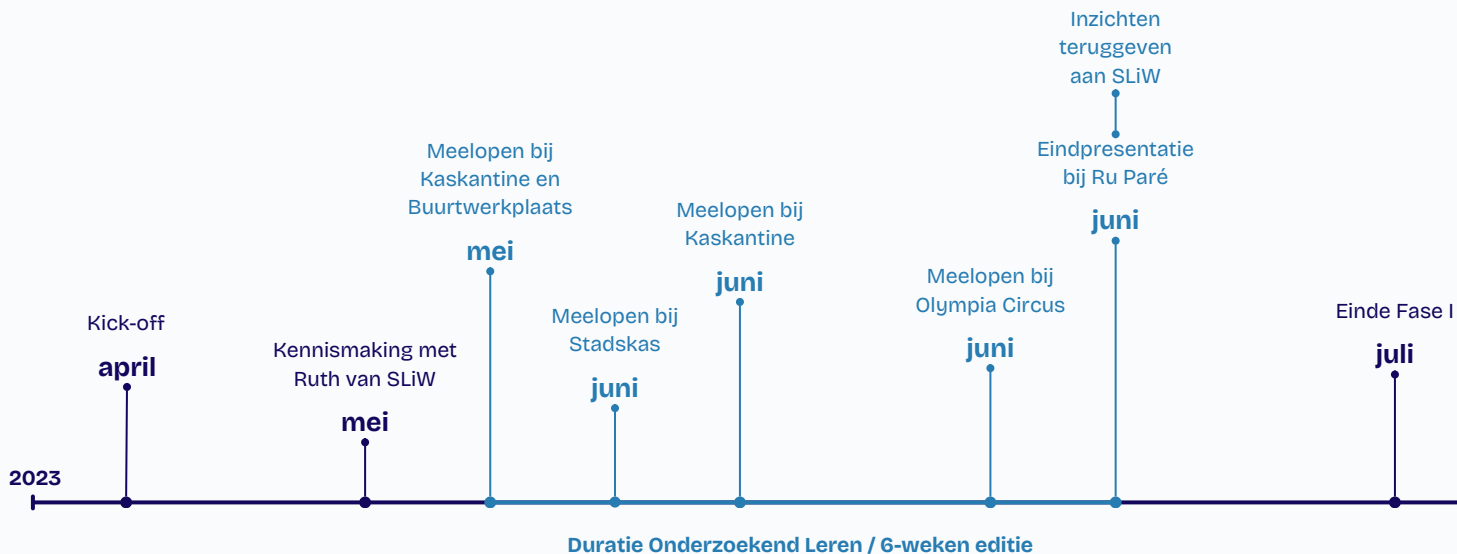 2023
Kick-off
april
Kennismaking met
Ruth van SLiW
mei
Meelopen bij
Kaskantine en
Buurtwerkplaats
mei
Meelopen bij
Stadskas
juni
Meelopen bij
Kaskantine
juni
Meelopen bij
Olympia Circus
juni
Inzichten
teruggeven
aan SLiW
Eindpresentatie
bij Ru Paré
juni
Einde Fase I
juli
Duratie Onderzoekend Leren / 6-weken editie